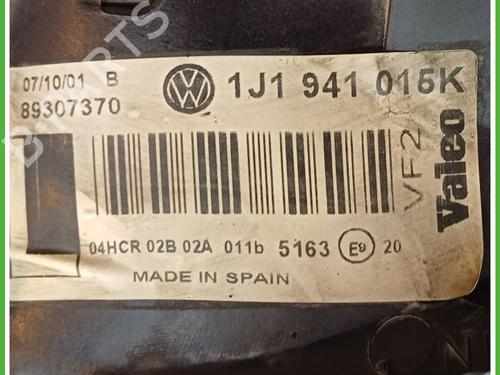 07/10/01 B
89307370
1J1 941 015K
VF2
Valeo
04HCR 02B 02A 011b 5163 E9 20
MADE IN SPAIN